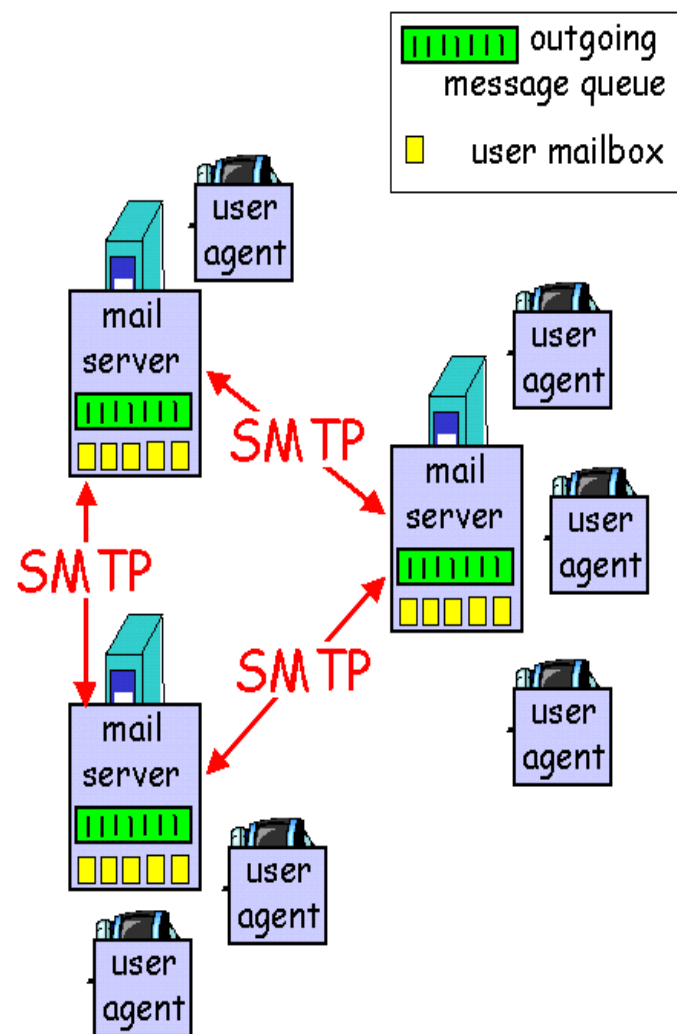 outgoing
message queue
user mailbox
user
agent
mail
server
user
agent
SMTP
mail
server
user
agent
SMTP
SMTP
mail
server
user
agent
user
agent
user
agent